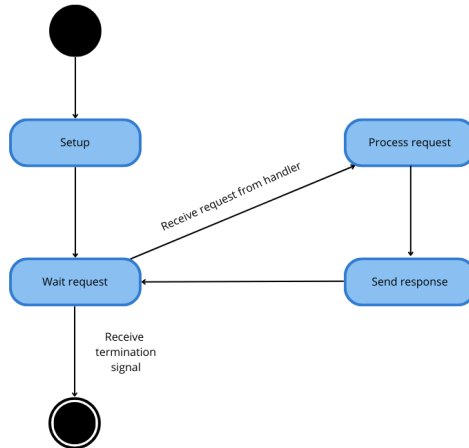 Setup
Process request
Receive request from handler
Wait request
Send response
Receive
termination
signal